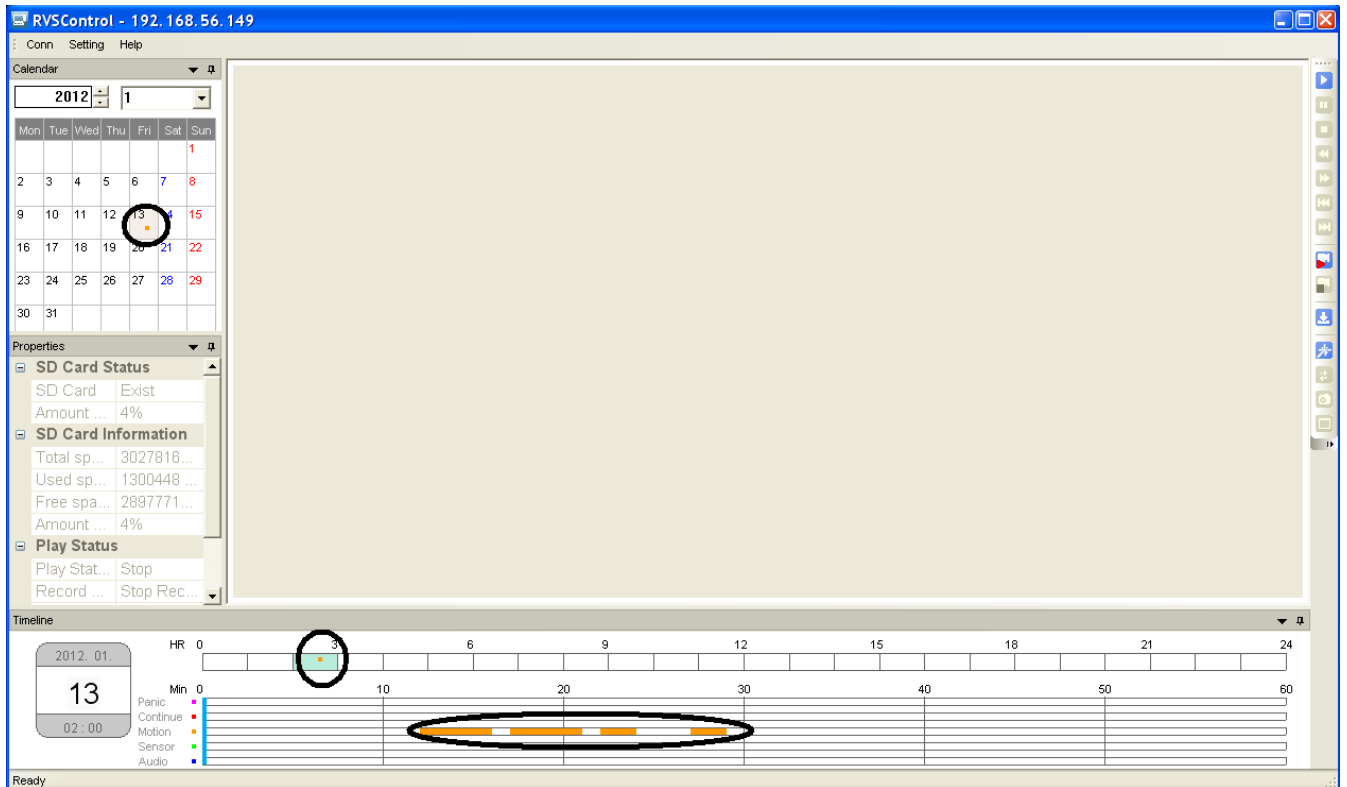 RVSControl - 192.168.56.149
Conn Setting Help
Calendar
2012 1
Mon Tue Wed Thu Fri Sat Sun
1
2 3 4 5 6 7 8
9 10 11 12 13 14 15
16 17 18 19 20 21 22
23 24 25 26 27 28 29
30 31
Properties
SD Card Status
SD Card Exist
Amount ... 4%
SD Card Information
Total sp... 3027816...
Used sp... 1300448 ...
Free spa... 2897771...
Amount ... 4%
Play Status
Play Stat... Stop
Record ... Stop Rec...
Timeline
2012. 01.
13
02 : 00
HR 0 3 6 9 12 15 18 21 24
Min 0 10 20 30 40 50 60
Panic
Continue
Motion
Sensor
Audio
Ready